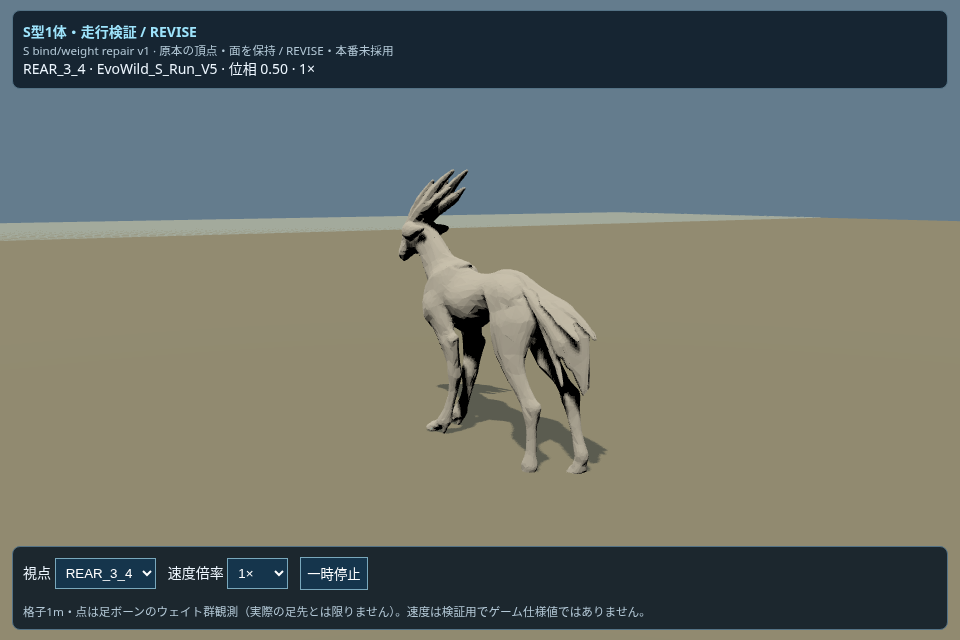 S型1体・走行検証 / REVISE
S bind/weight repair v1 · 原本の頂点・面を保持 / REVISE・本番未採用
REAR_3_4 · EvoWild_S_Run_V5 · 位相 0.50 · 1×
視点 REAR_3_4 速度倍率 1× 一時停止
格子1m・点は足ボーンのウェイト群観測（実際の足先とは限りません）。速度は検証用でゲーム仕様値ではありません。